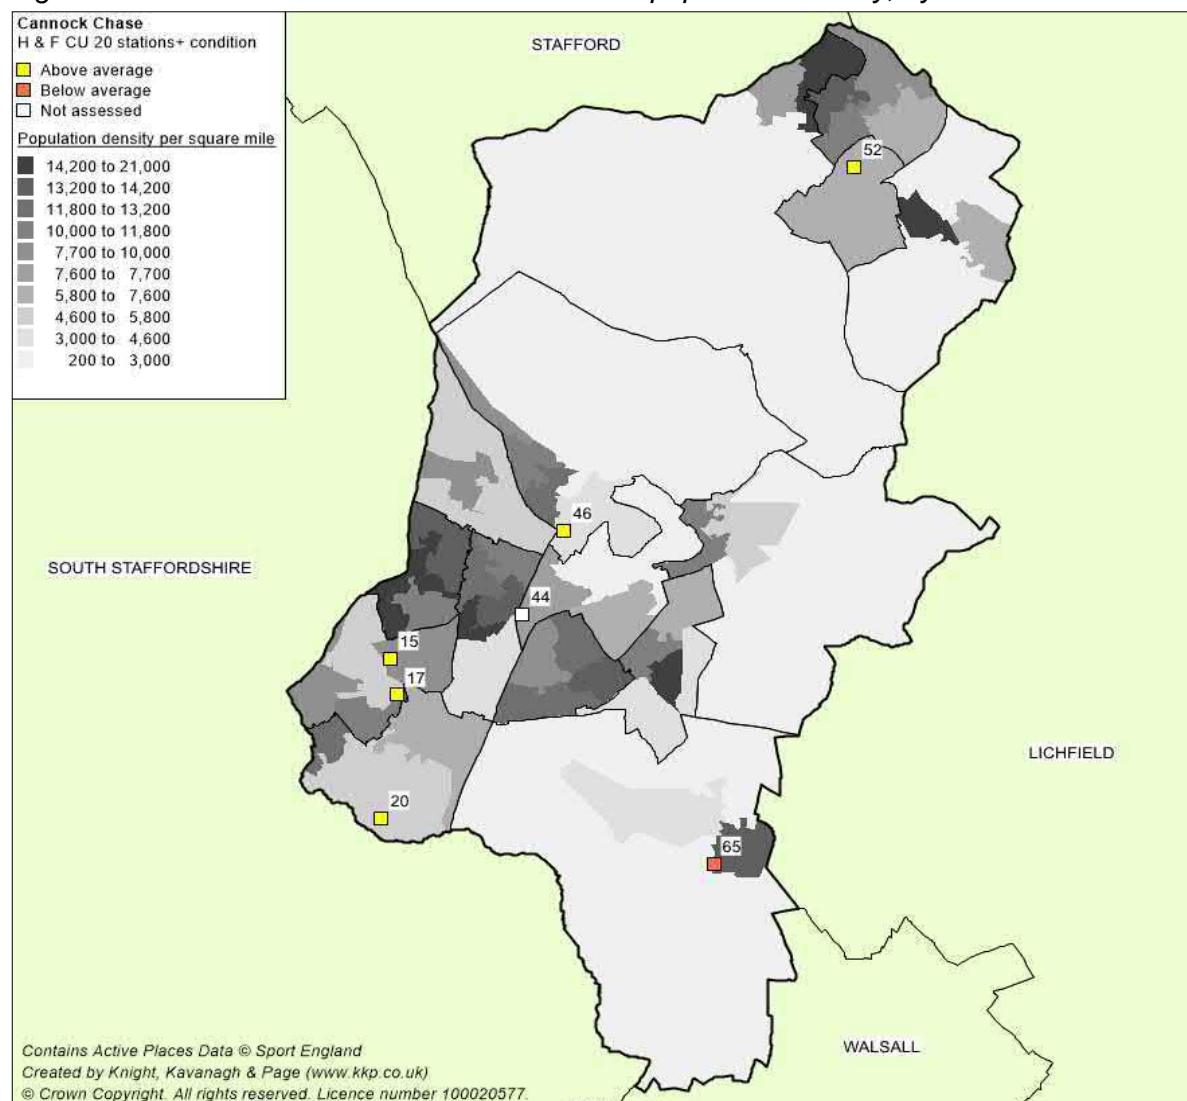 Cannock Chase
H & F CU 20 stations+ condition
Above average
Below average
Not assessed
Population density per square mile
14,200 to 21,000
13,200 to 14,200
11,800 to 13,200
10,000 to 11,800
7,700 to 10,000
7,600 to 7,700
5,800 to 7,600
4,600 to 5,800
3,000 to 4,600
200 to 3,000
STAFFORD
52
46
SOUTH STAFFORDSHIRE
44
15
17
LICHFIELD
20
65
WALSALL
Contains Active Places Data © Sport England
Created by Knight, Kavanagh & Page (www.kkp.co.uk)
© Crown Copyright. All rights reserved. Licence number 100020577.